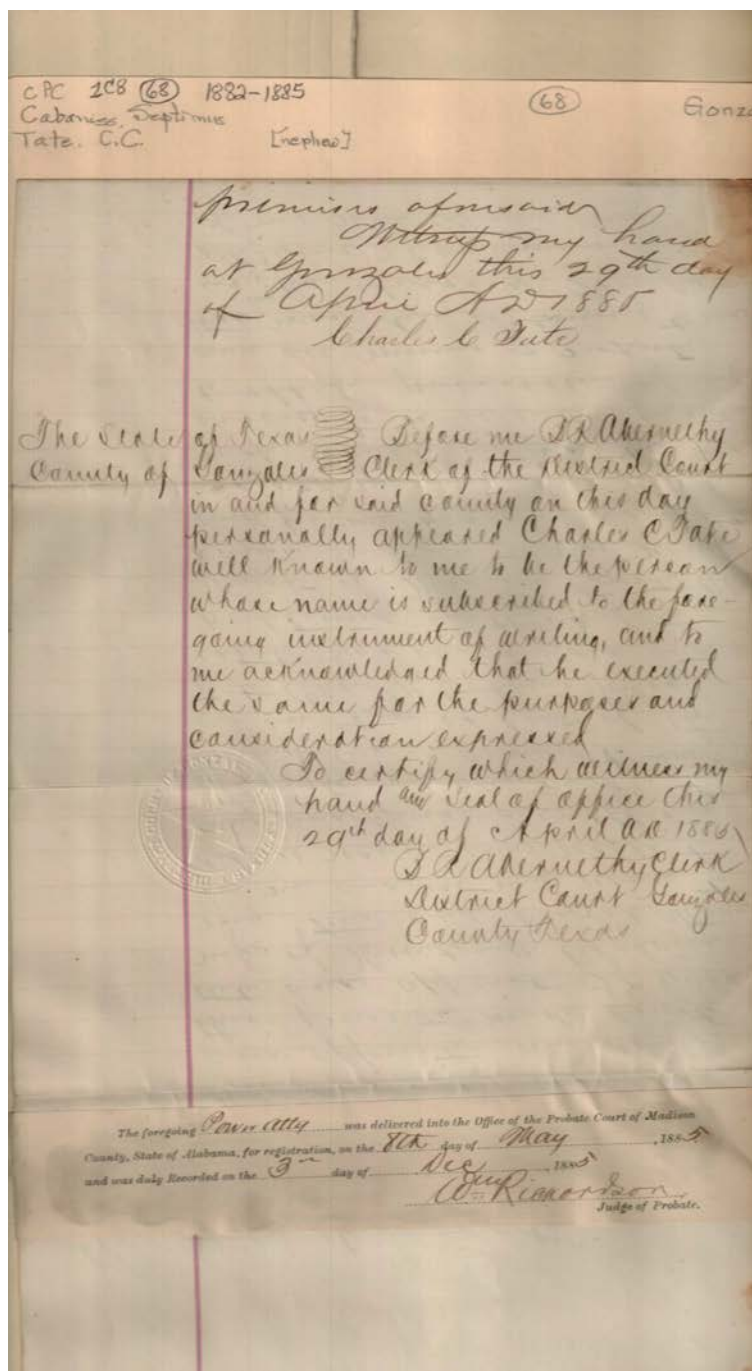 CPC 1C8 (68) 1882-1885 (68) Gonza
Cabaniss, Septimus
Tate. C.C. [nephew]
premises aforesaid
Witness my hand
at Gonzales this 29th day
of April AD 1885
Charles C. Tate
The State of Texas Before me D R Abernethy
County of Gonzales Clerk of the District Court
in and for said county on this day
personally appeared Charles C Tate
well Known to me to be the person
whose name is subscribed to the fore-
going instrument of writing, and to
me acknowledged that he executed
the same for the purposes and
consideration expressed
To certify which witness my
hand and seal of office this
29th day of April AD 1885
D R Abernethy Clerk
District Court Gonzales
County Texas
The foregoing Power Atty was delivered into the Office of the Probate Court of Madison
County, State of Alabama, for registration, on the 8th day of May, 1885
and was duly Recorded on the 3rd day of Dec, 1885
Wm Richardson
Judge of Probate.